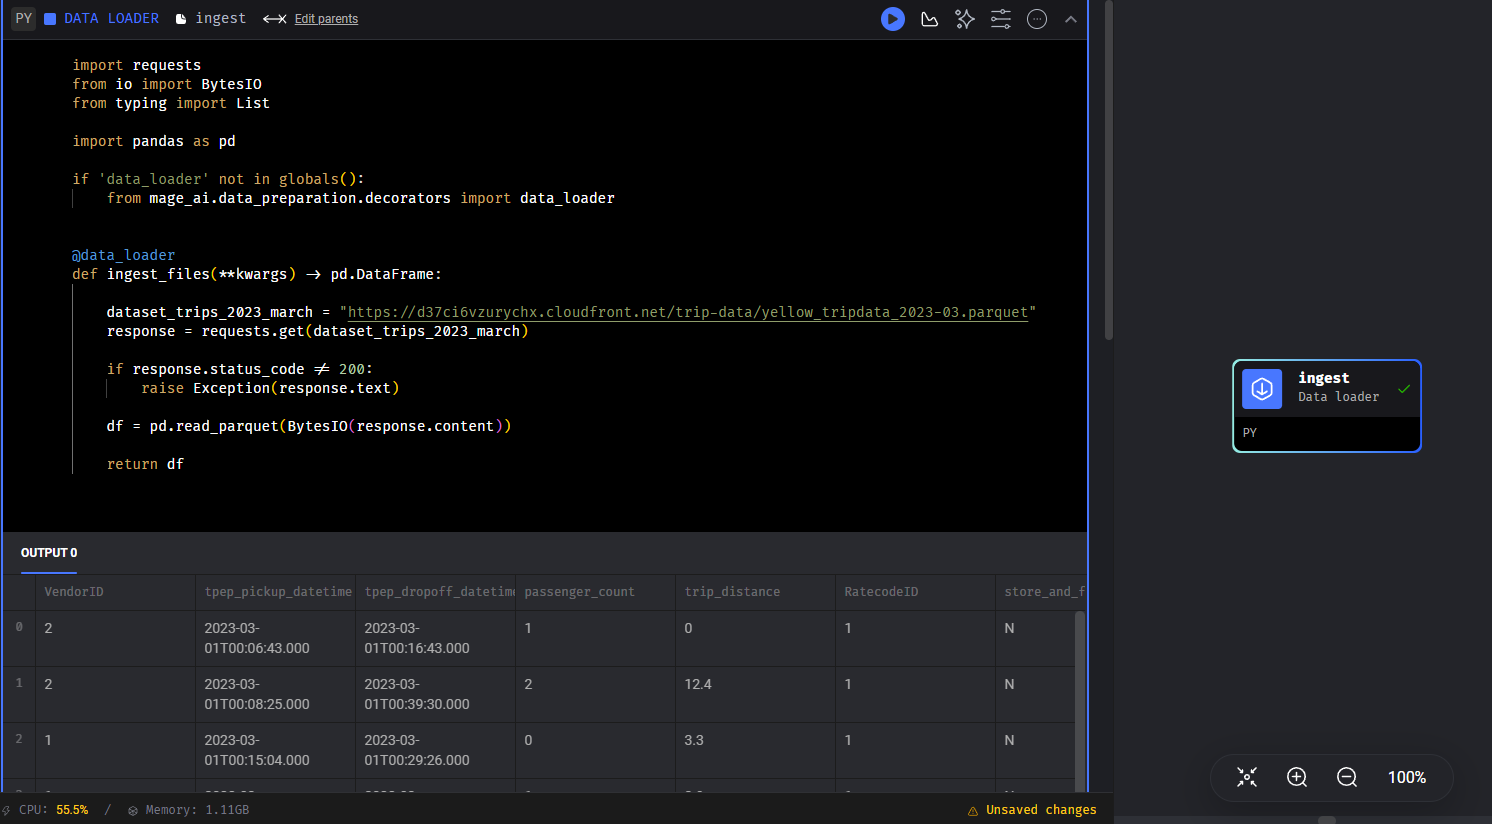 PY DATA LOADER ingest Edit parents
import requests
from io import BytesIO
from typing import List
import pandas as pd
if 'data_loader' not in globals():
from mage_ai.data_preparation.decorators import data_loader
@data_loader
def ingest_files(**kwargs) -> pd.DataFrame:
dataset_trips_2023_march = "https://d37ci6vzurychx.cloudfront.net/trip-data/yellow_tripdata_2023-03.parquet"
response = requests.get(dataset_trips_2023_march)
if response.status_code != 200:
raise Exception(response.text)
df = pd.read_parquet(BytesIO(response.content))
return df
OUTPUT 0
VendorID tpep_pickup_datetime tpep_dropoff_datetime passenger_count trip_distance RatecodeID store_and_f
0 2 2023-03-01T00:06:43.000 2023-03-01T00:16:43.000 1 0 1 N
1 2 2023-03-01T00:08:25.000 2023-03-01T00:39:30.000 2 12.4 1 N
2 1 2023-03-01T00:15:04.000 2023-03-01T00:29:26.000 0 3.3 1 N
CPU: 55.5% / Memory: 1.11GB Unsaved changes
ingest
Data loader
PY
100%